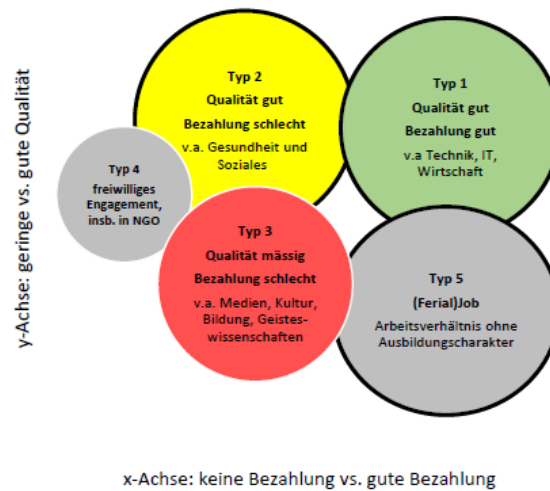 y-Achse: geringe vs. gute Qualität
Typ 2
Qualität gut
Bezahlung schlecht
v.a. Gesundheit und
Soziales
Typ 1
Qualität gut
Bezahlung gut
v.a Technik, IT,
Wirtschaft
Typ 4
freiwilliges
Engagement,
insb. in NGO
Typ 3
Qualität mässig
Bezahlung schlecht
v.a. Medien, Kultur,
Bildung, Geistes-
wissenschaften
Typ 5
(Ferial)Job
Arbeitsverhältnis ohne
Ausbildungscharakter
x-Achse: keine Bezahlung vs. gute Bezahlung